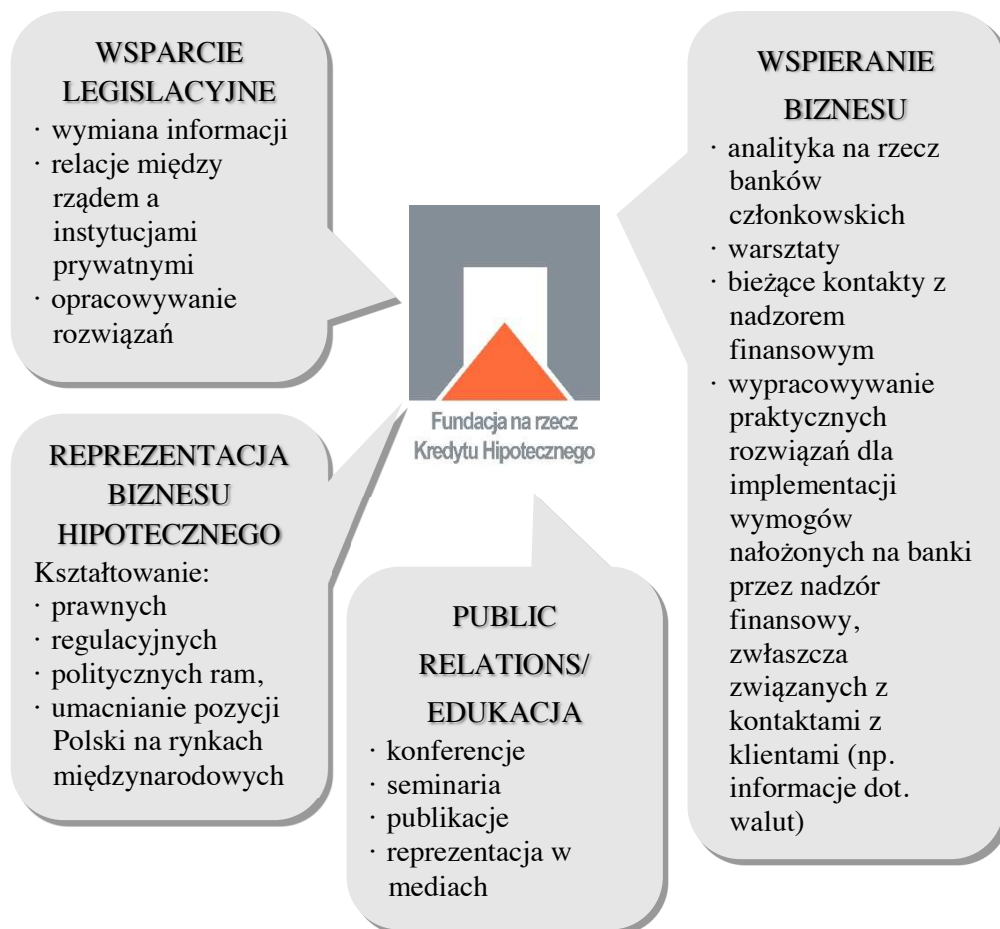 WSPARCIE
LEGISLACYJNE
· wymiana informacji
· relacje między
rządem a
instytucjami
prywatnymi
· opracowywanie
rozwiązań
REPREZENTACJA
BIZNESU
HIPOTECZNEGO
Kształtowanie:
· prawnych
· regulacyjnych
· politycznych ram,
· umacnianie pozycji
Polski na rynkach
międzynarodowych
Fundacja na rzecz
Kredytu Hipotecznego
PUBLIC
RELATIONS/
EDUKACJA
· konferencje
· seminaria
· publikacje
· reprezentacja w
mediach
WSPIERANIE
BIZNESU
· analityka na rzecz
banków
członkowskich
· warsztaty
· bieżące kontakty z
nadzorem
finansowym
· wypracowywanie
praktycznych
rozwiązań dla
implementacji
wymogów
nałożonych na banki
przez nadzór
finansowy,
zwłaszcza
związanych z
kontaktami z
klientami (np.
informacje dot.
walut)